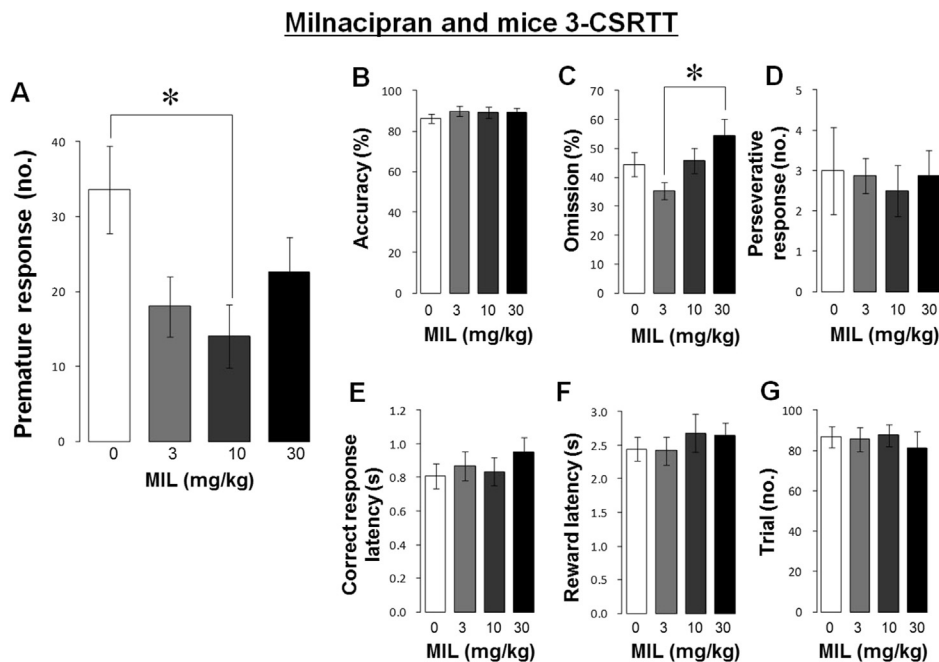 Milnacipran and mice 3-CSRTT
A
*
Premature response (no.)
40
30
20
10
0
0 3 10 30
MIL (mg/kg)
B
Accuracy (%)
100
80
60
40
20
0
0 3 10 30
MIL (mg/kg)
C
*
Omission (%)
70
60
50
40
30
20
10
0
0 3 10 30
MIL (mg/kg)
D
Perseverative
response (no.)
5
4
3
2
1
0
0 3 10 30
MIL (mg/kg)
E
Correct response
latency (s)
1.2
1.0
0.8
0.6
0.4
0.2
0.0
0 3 10 30
MIL (mg/kg)
F
Reward latency (s)
3.0
2.5
2.0
1.5
1.0
0.5
0.0
0 3 10 30
MIL (mg/kg)
G
Trial (no.)
100
80
60
40
20
0
0 3 10 30
MIL (mg/kg)